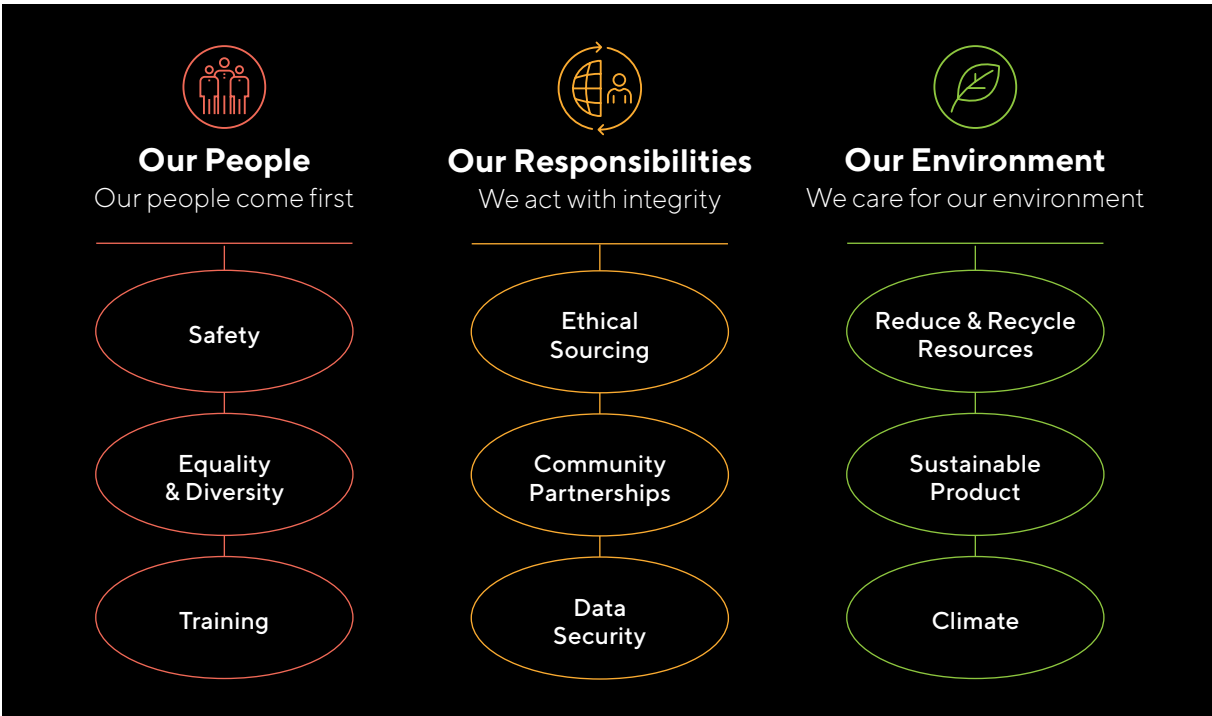 Our People
Our people come first
Safety
Equality
& Diversity
Training
Our Responsibilities
We act with integrity
Ethical
Sourcing
Community
Partnerships
Data
Security
Our Environment
We care for our environment
Reduce & Recycle
Resources
Sustainable
Product
Climate